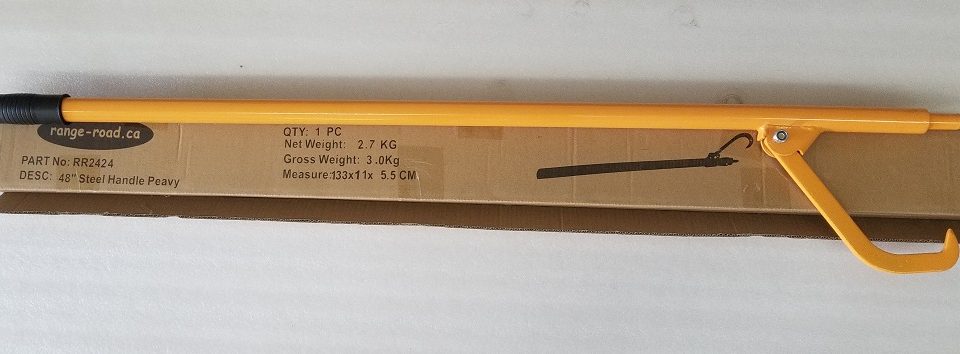 range-road.ca
PART No: RR2424
DESC: 48" Steel Handle Peavy
QTY: 1 PC
Net Weight: 2.7 KG
Gross Weight: 3.0Kg
Measure:133x11x 5.5 CM